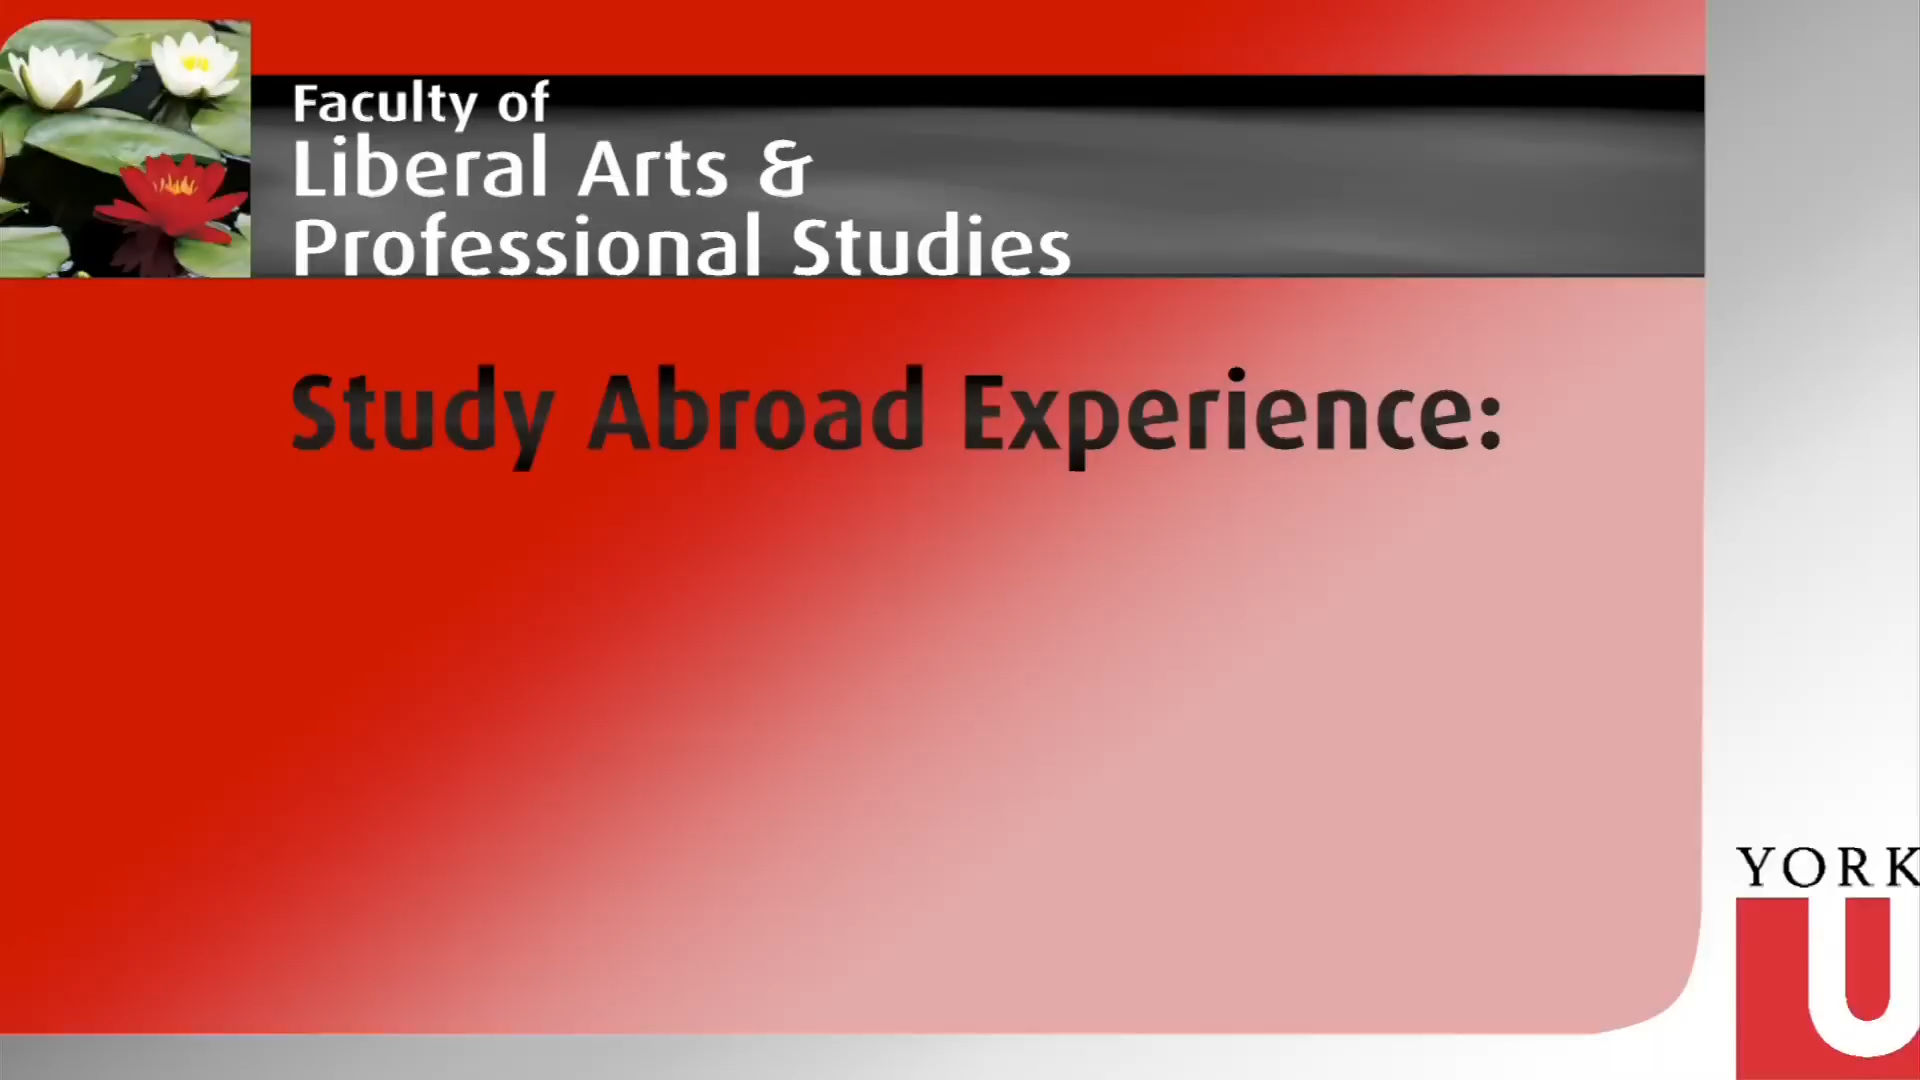 Faculty of
Liberal Arts &
Professional Studies
Study Abroad Experience:
YORK
U